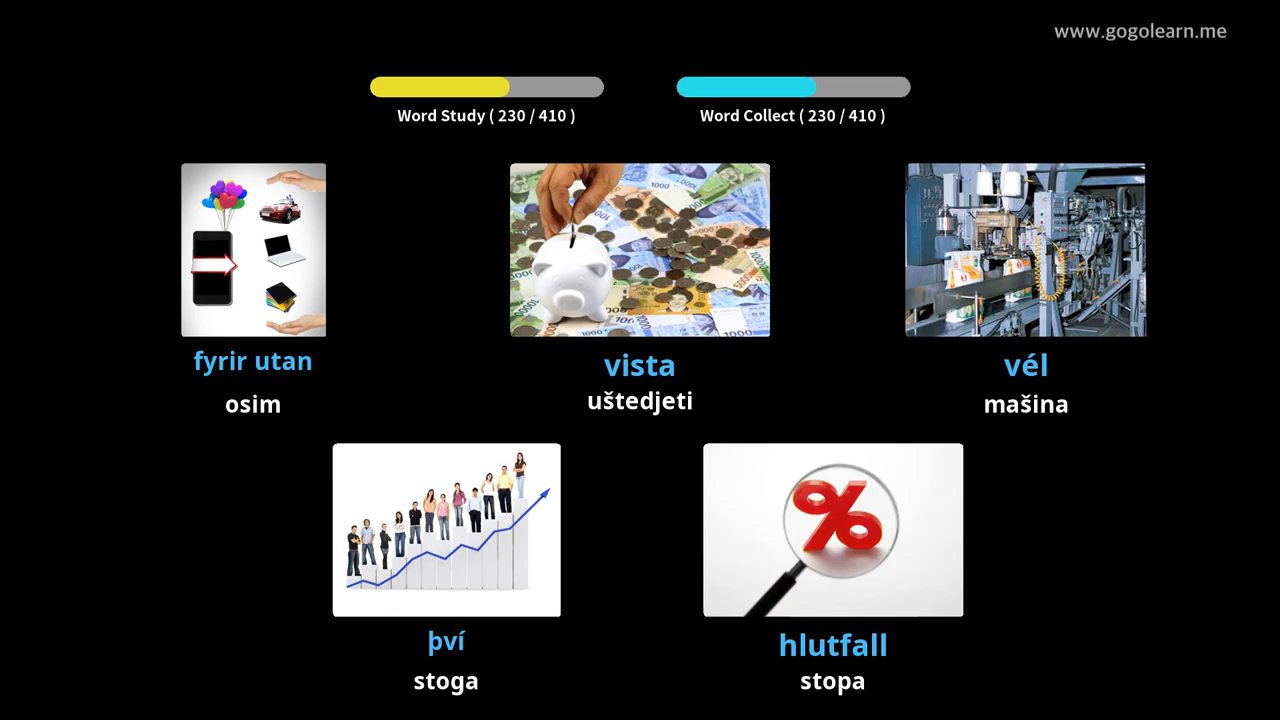 www.gogolearn.me
Word Study ( 230 / 410 )
Word Collect ( 230 / 410 )
fyrir utan
osim
vista
uštedjeti
vél
mašina
því
stoga
%
hlutfall
stopa